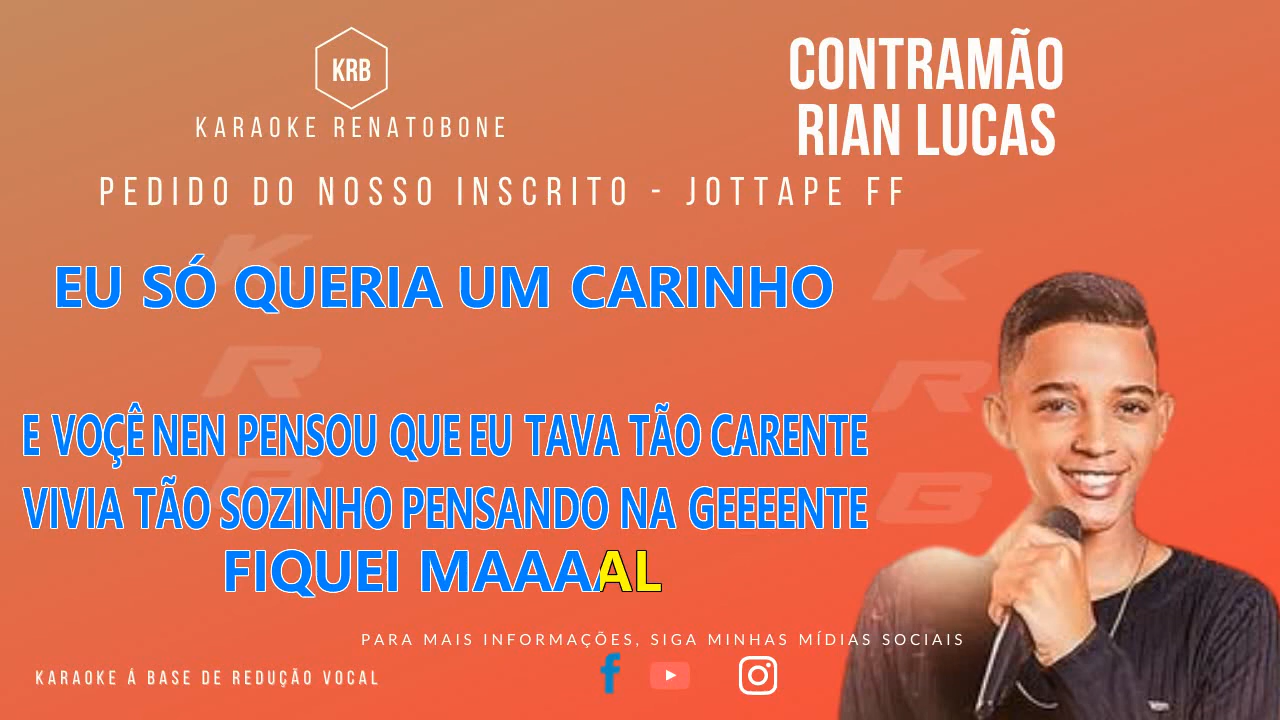 KRB
KARAOKE RENATOBONE
CONTRAMÃO
RIAN LUCAS
PEDIDO DO NOSSO INSCRITO - JOTTAPE FF
K K
EU SÓ QUERIA UM CARINHO
R R
E VOÇÊ NEN PENSOU QUE EU TAVA TÃO CARENTE
B B
VIVIA TÃO SOZINHO PENSANDO NA GEEEENTE
FIQUEI MAAAAL
PARA MAIS INFORMAÇÕES, SIGA MINHAS MÍDIAS SOCIAIS
KARAOKE Á BASE DE REDUÇÃO VOCAL
f